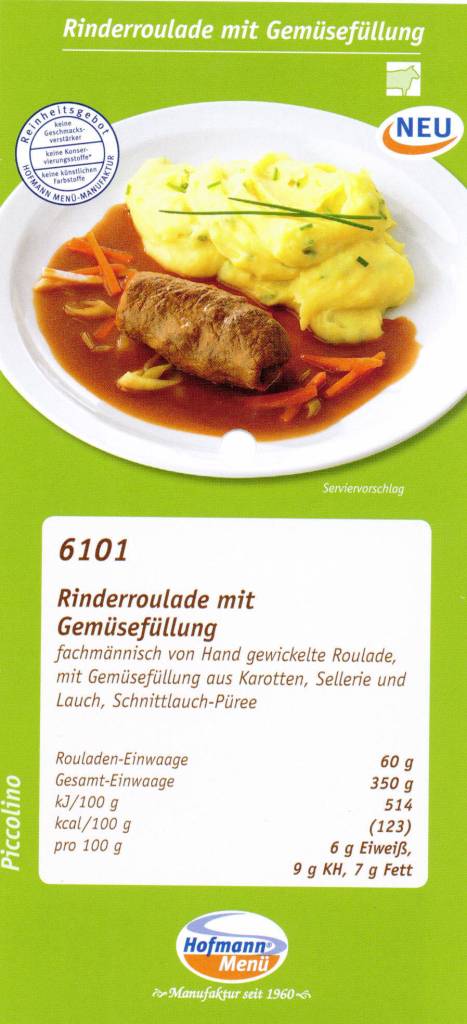 Rinderroulade mit Gemüsefüllung
NEU
Reinheitsgebot
keine
Geschmacks-
verstärker
keine Konser-
vierungsstoffe*
keine künstlichen
Farbstoffe
HOFMANN MENÜ-MANUFAKTUR
Serviervorschlag
6101
Rinderroulade mit
Gemüsefüllung
fachmännisch von Hand gewickelte Roulade,
mit Gemüsefüllung aus Karotten, Sellerie und
Lauch, Schnittlauch-Püree
Rouladen-Einwaage 60 g
Gesamt-Einwaage 350 g
kJ/100 g 514
kcal/100 g (123)
pro 100 g 6 g Eiweiß,
9 g KH, 7 g Fett
Piccolino
Hofmann®
Menü
Manufaktur seit 1960